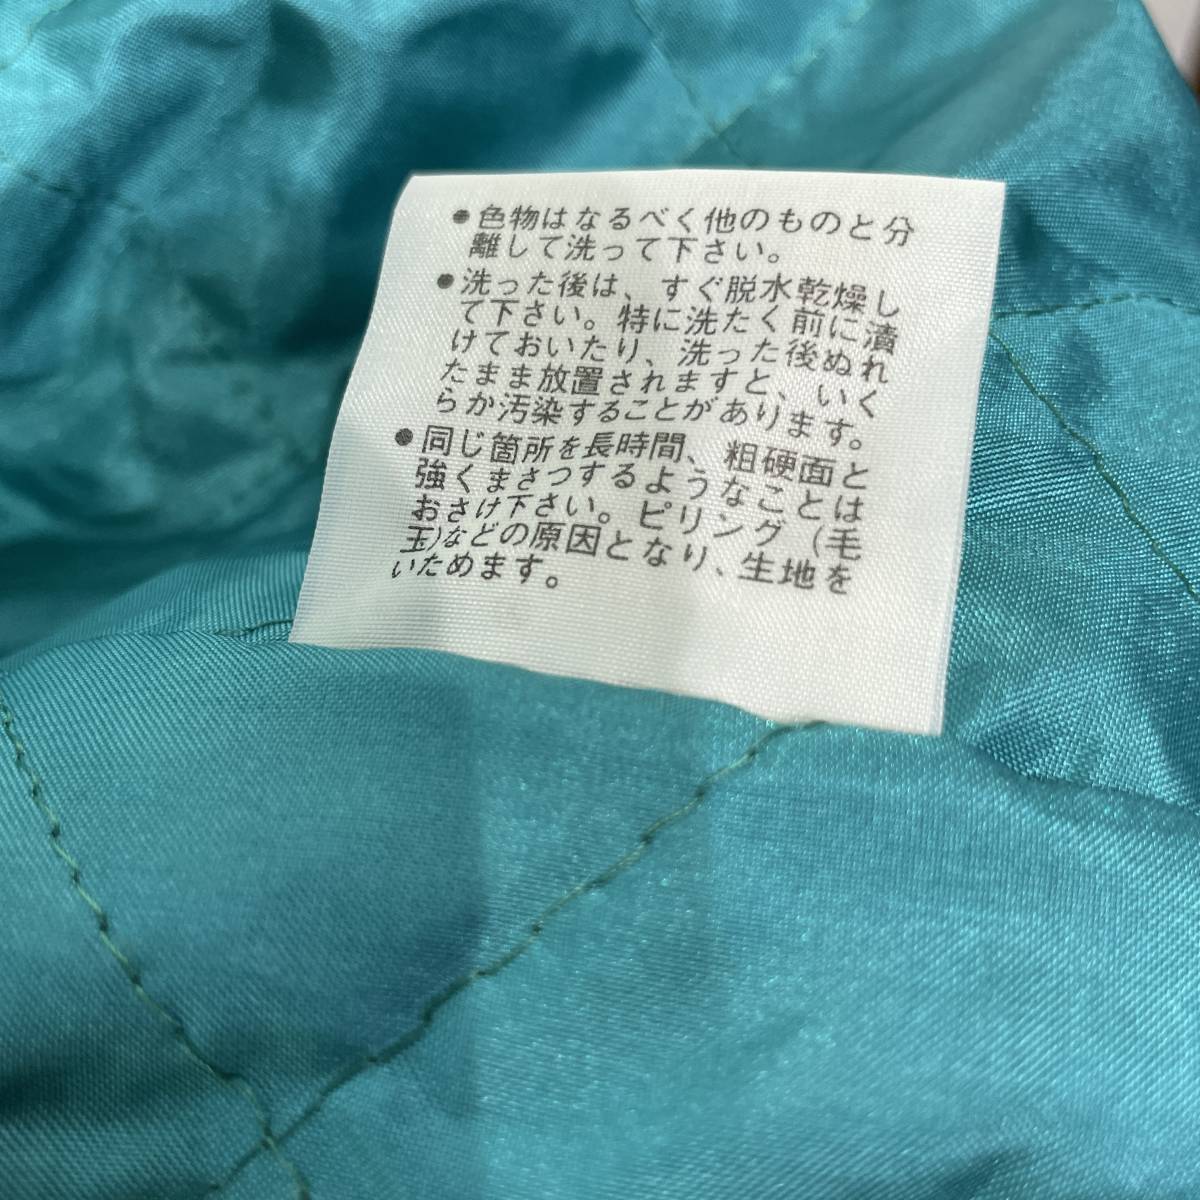 ●色物はなるべく他のものと分
離して洗って下さい。
●洗った後は、すぐ脱水乾燥し
て下さい。特に洗たく前に漬
けておいたり、洗った後ぬれ
たまま放置されますと、いく
らか汚染することがあります。
●同じ箇所を長時間、粗硬面と
強くまさつするようなことは
おさけ下さい。ピリング(毛
玉)などの原因となり、生地を
いためます。